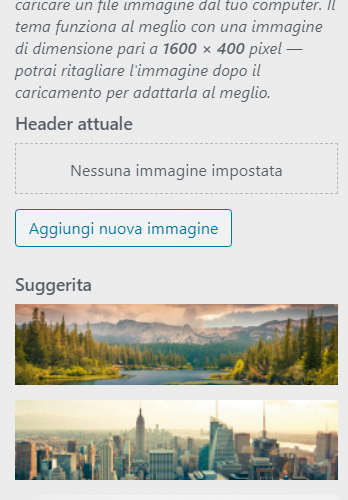 caricare un file immagine dal tuo computer. Il
tema funziona al meglio con una immagine
di dimensione pari a 1600 × 400 pixel —
potrai ritagliare l'immagine dopo il
caricamento per adattarla al meglio.
Header attuale
Nessuna immagine impostata
Aggiungi nuova immagine
Suggerita